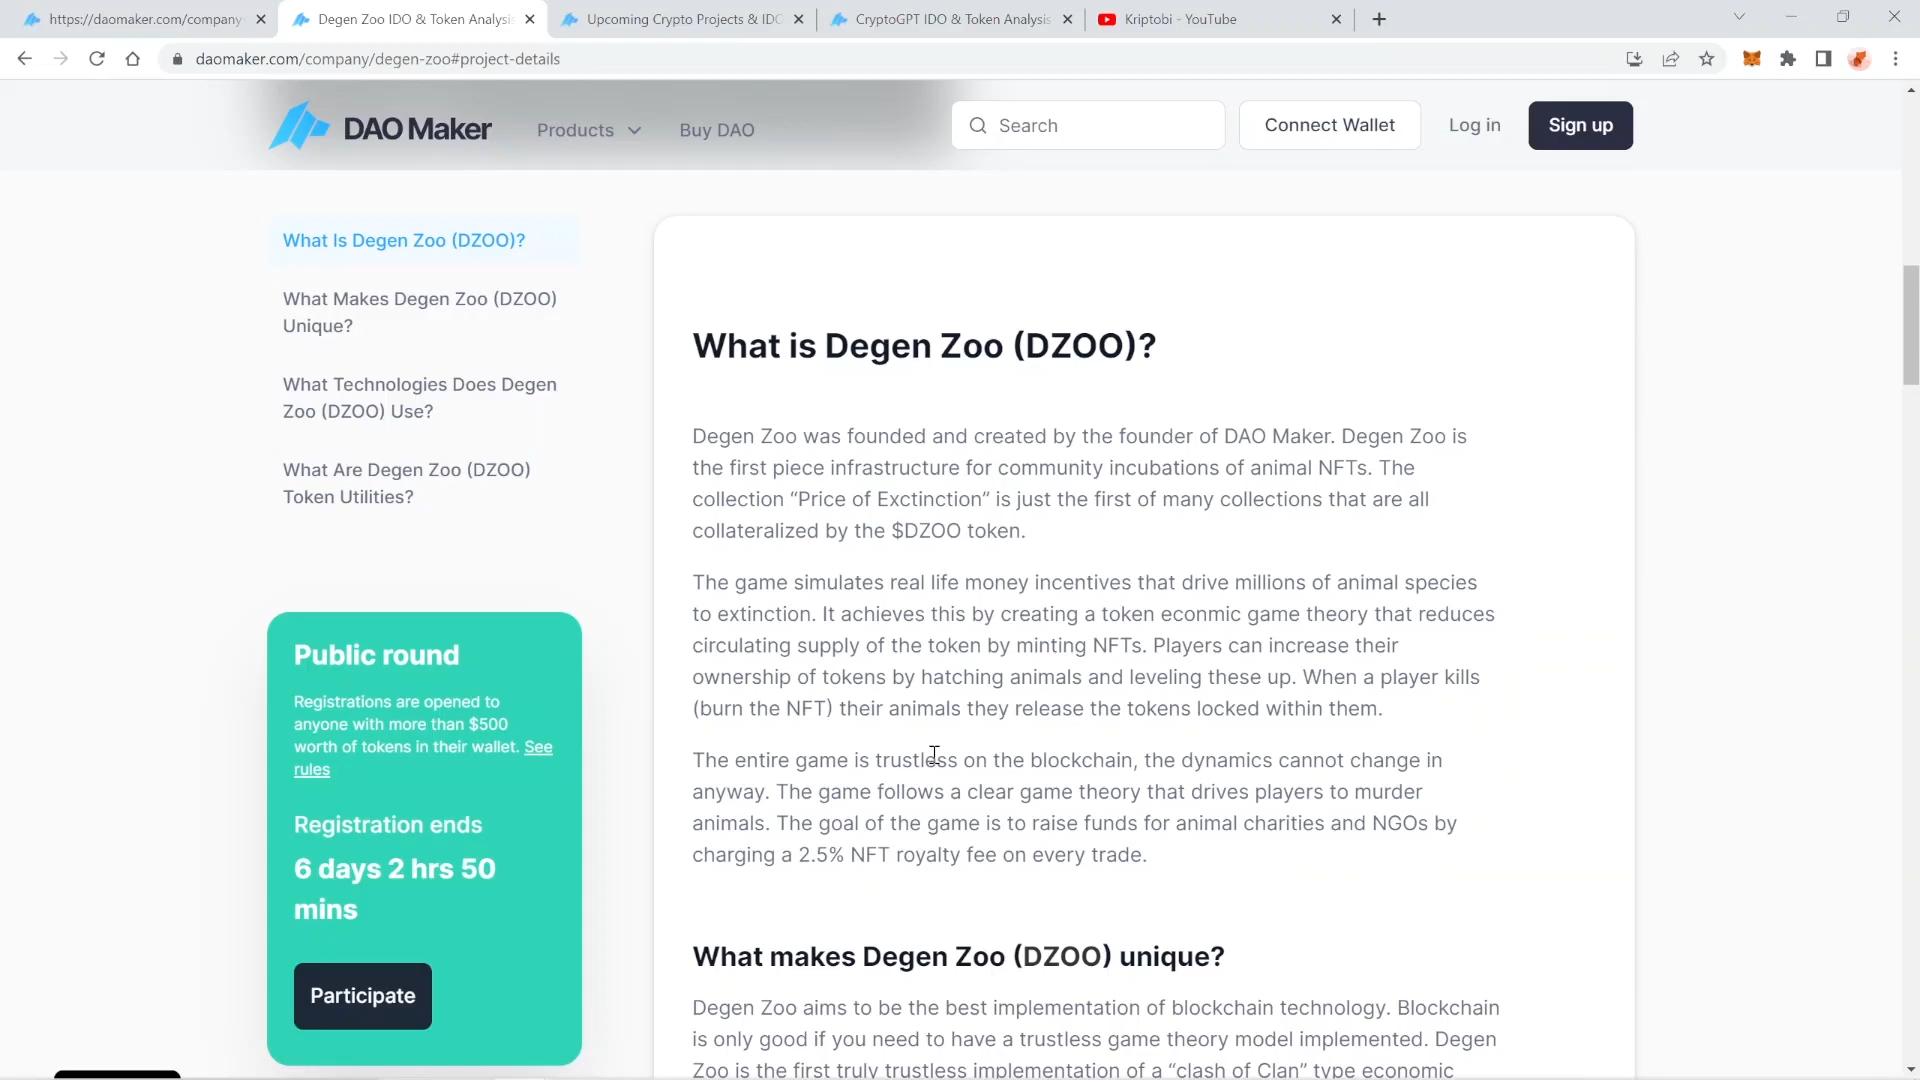 https://daomaker.com/company
Degen Zoo IDO & Token Analysis
Upcoming Crypto Projects & IDO
CryptoGPT IDO & Token Analysis
Kriptobi - YouTube
daomaker.com/company/degen-zoo#project-details
DAO Maker
Products
Buy DAO
Search
Connect Wallet
Log in
Sign up
What Is Degen Zoo (DZOO)?
What Makes Degen Zoo (DZOO)
Unique?
What Technologies Does Degen
Zoo (DZOO) Use?
What Are Degen Zoo (DZOO)
Token Utilities?
Public round
Registrations are opened to
anyone with more than $500
worth of tokens in their wallet. See
rules
Registration ends
6 days 2 hrs 50
mins
Participate
What is Degen Zoo (DZOO)?
Degen Zoo was founded and created by the founder of DAO Maker. Degen Zoo is
the first piece infrastructure for community incubations of animal NFTs. The
collection “Price of Exctinction” is just the first of many collections that are all
collateralized by the $DZOO token.
The game simulates real life money incentives that drive millions of animal species
to extinction. It achieves this by creating a token econmic game theory that reduces
circulating supply of the token by minting NFTs. Players can increase their
ownership of tokens by hatching animals and leveling these up. When a player kills
(burn the NFT) their animals they release the tokens locked within them.
The entire game is trustless on the blockchain, the dynamics cannot change in
anyway. The game follows a clear game theory that drives players to murder
animals. The goal of the game is to raise funds for animal charities and NGOs by
charging a 2.5% NFT royalty fee on every trade.
What makes Degen Zoo (DZOO) unique?
Degen Zoo aims to be the best implementation of blockchain technology. Blockchain
is only good if you need to have a trustless game theory model implemented. Degen
Zoo is the first truly trustless implementation of a “clash of Clan” type economic